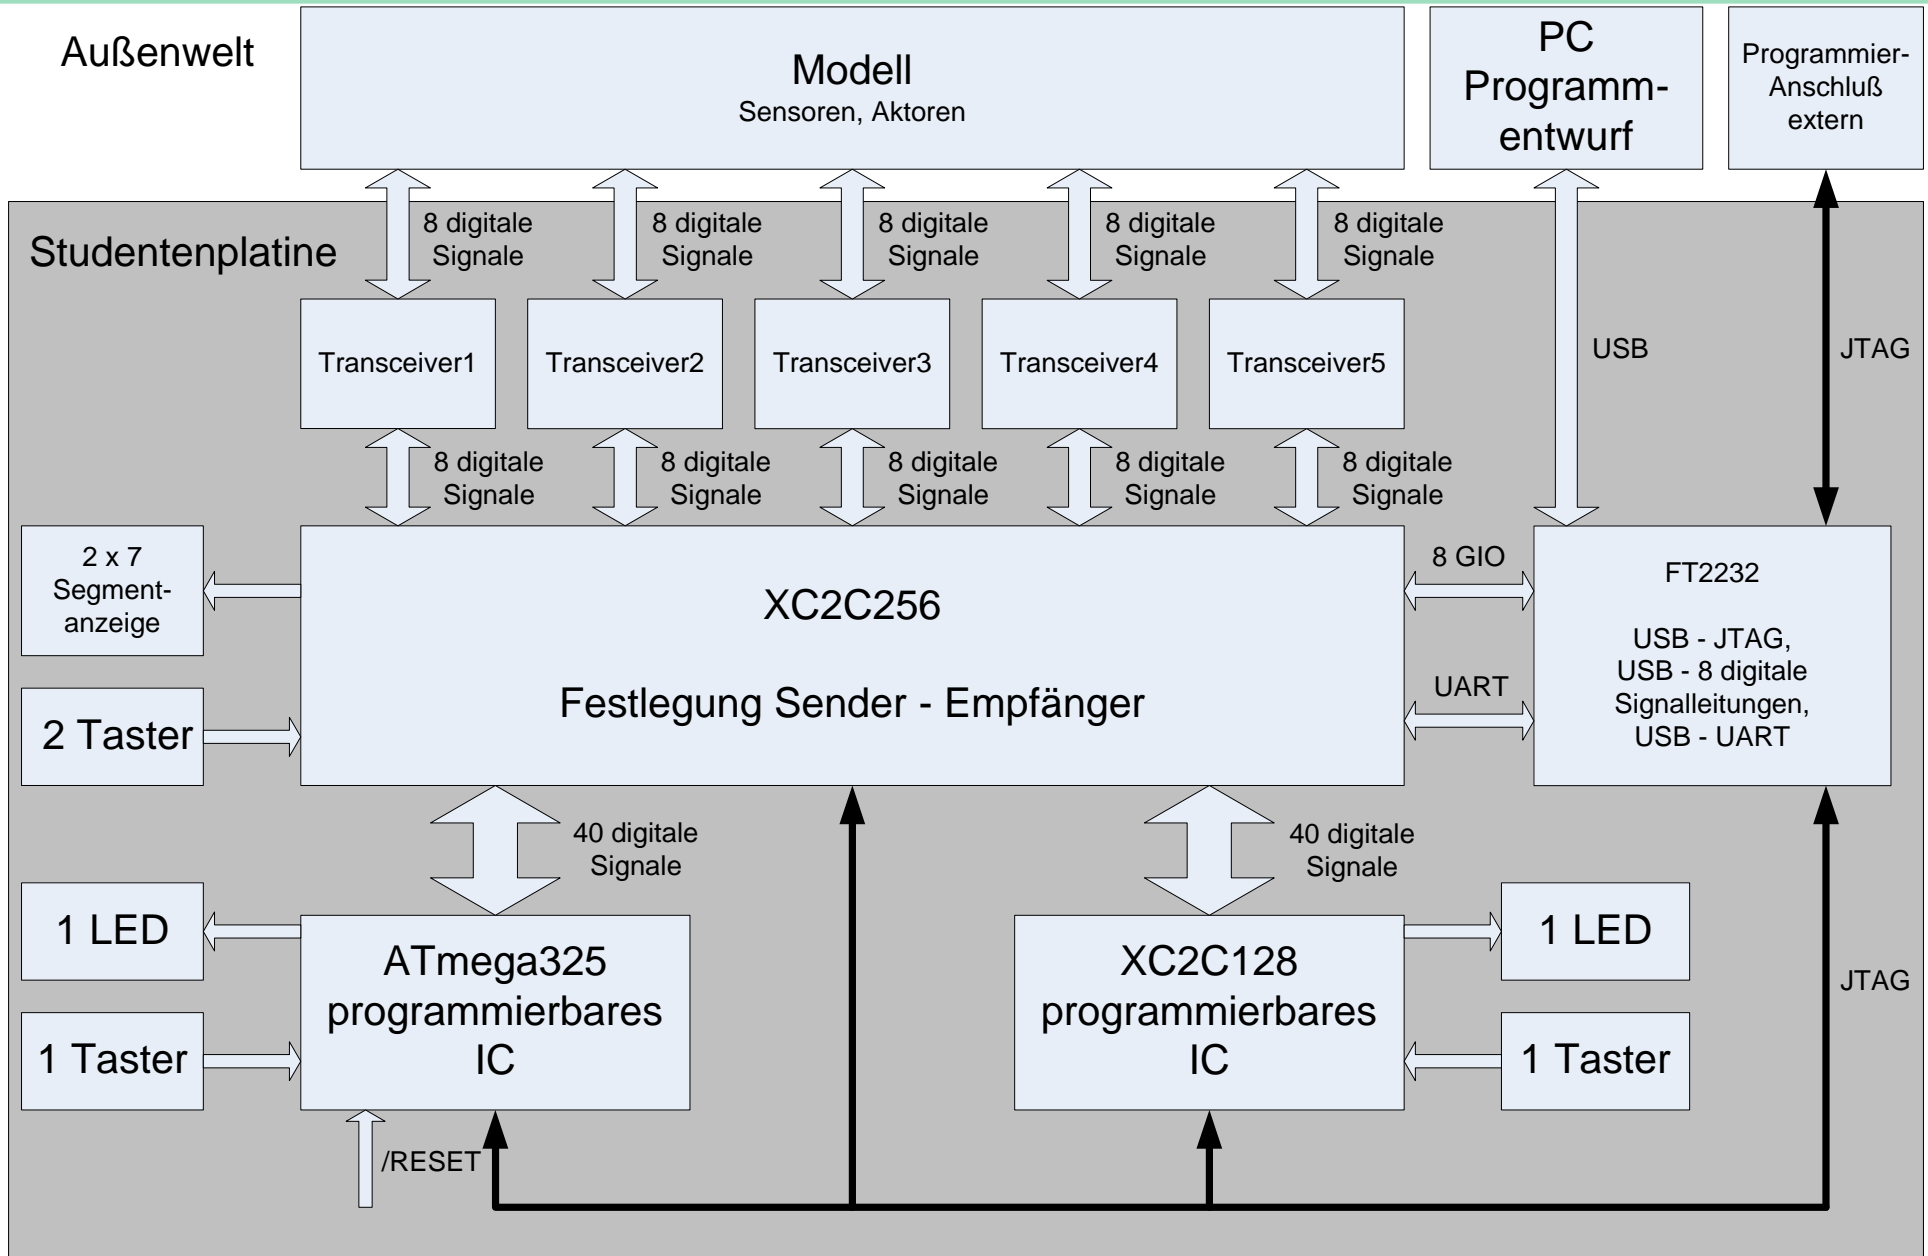 Außenwelt
Modell
Sensoren, Aktoren
PC
Programm-
entwurf
Programmier-
Anschluß
extern
Studentenplatine
8 digitale
Signale
8 digitale
Signale
8 digitale
Signale
8 digitale
Signale
8 digitale
Signale
Transceiver1
Transceiver2
Transceiver3
Transceiver4
Transceiver5
USB
JTAG
8 digitale
Signale
8 digitale
Signale
8 digitale
Signale
8 digitale
Signale
8 digitale
Signale
2 x 7
Segment-
anzeige
2 Taster
XC2C256
Festlegung Sender - Empfänger
8 GIO
UART
FT2232
USB - JTAG,
USB - 8 digitale
Signalleitungen,
USB - UART
40 digitale
Signale
40 digitale
Signale
1 LED
1 Taster
ATmega325
programmierbares
IC
XC2C128
programmierbares
IC
1 LED
1 Taster
JTAG
/RESET